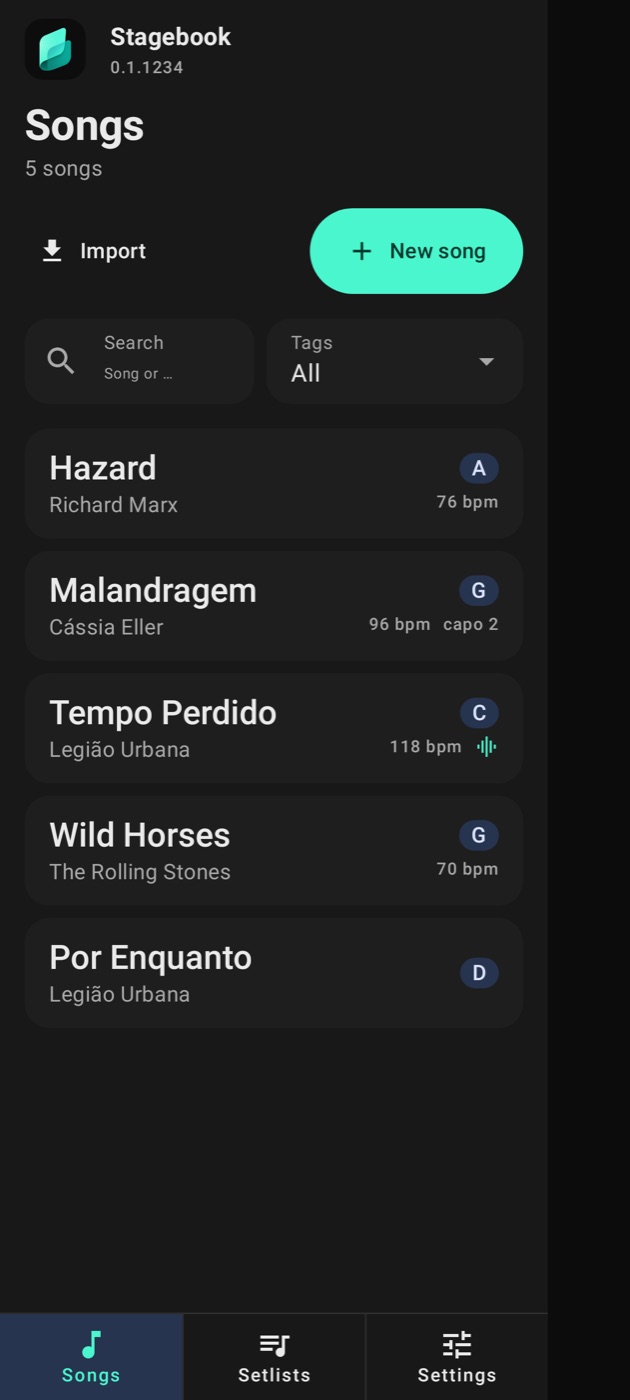 Stagebook
0.1.1234
Songs
5 songs
Import
New song
Search
Song or ...
Tags
All
Hazard
A
Richard Marx
76 bpm
Malandragem
G
Cássia Eller
96 bpm capo 2
Tempo Perdido
C
Legião Urbana
118 bpm
Wild Horses
G
The Rolling Stones
70 bpm
Por Enquanto
D
Legião Urbana
Songs
Setlists
Settings